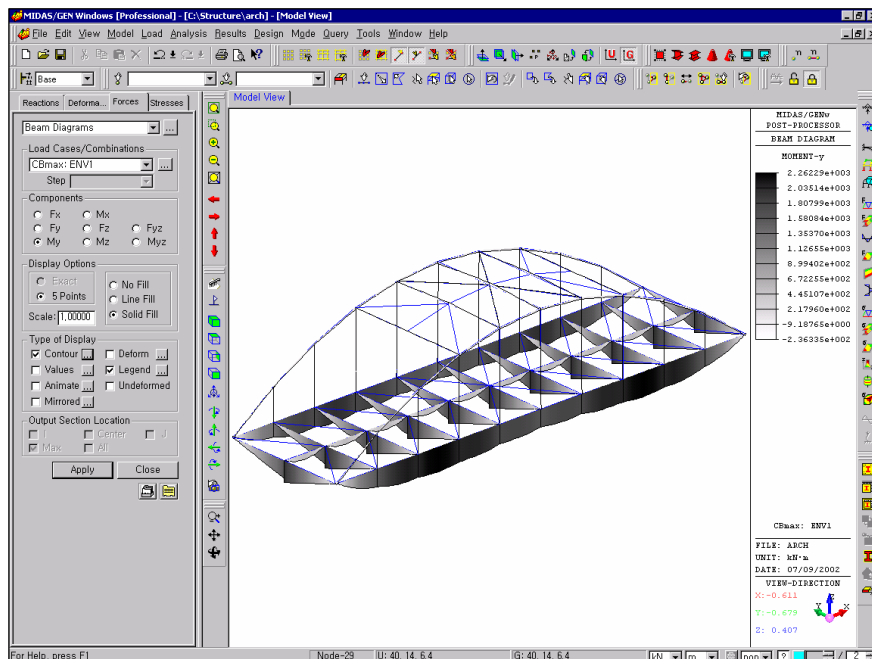 MIDAS/GEN Windows [Professional] - [C:\Structure\arch] - [Model View]
File Edit View Model Load Analysis Results Design Mode Query Tools Window Help
Base
Reactions Deforma... Forces Stresses
Model View
Beam Diagrams
...
Load Cases/Combinations
CBmax: ENV1
...
Step
Components
Fx Mx
Fy Fz Fyz
My Mz Myz
Display Options
Exact
5 Points
No Fill
Line Fill
Solid Fill
Scale: 1,00000
Type of Display
Contour ... Deform ...
Values ... Legend ...
Animate ... Undeformed
Mirrored ...
Output Section Location
I Center J
Max All
Apply Close
MIDAS/GENw
POST-PROCESSOR
BEAM DIAGRAM
MOMENT-y
2.26229e+003
2.03514e+003
1.80799e+003
1.58084e+003
1.35370e+003
1.12655e+003
8.99402e+002
6.72255e+002
4.45107e+002
2.17960e+002
-9.18765e+000
-2.36335e+002
CBmax: ENV1
FILE: ARCH
UNIT: kN·m
DATE: 07/09/2002
VIEW-DIRECTION
X:-0.611
Y:-0.679
Z: 0.407
For Help, press F1
Node-29
U: 40, 14, 6.4
G: 40, 14, 6.4
kN
m
non
?
/ 2